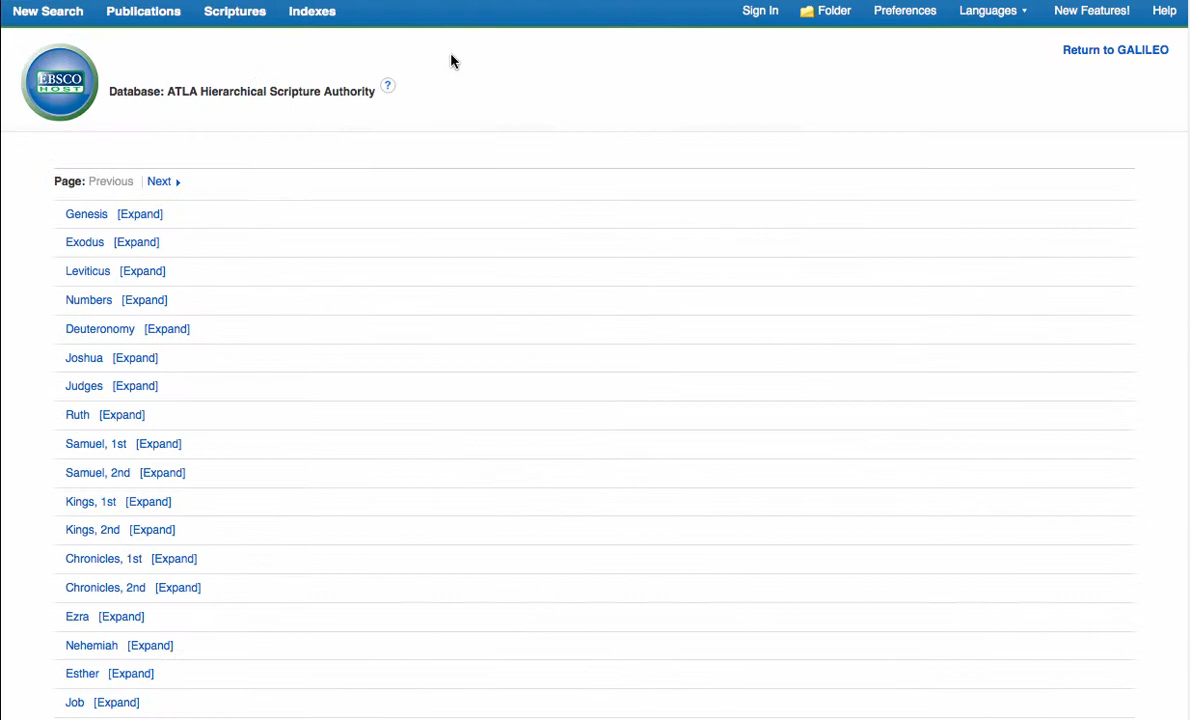 New Search Publications Scriptures Indexes Sign In Folder Preferences Languages New Features! Help
Return to GALILEO
EBSCO
HOST
Database: ATLA Hierarchical Scripture Authority ?
Page: Previous | Next
Genesis [Expand]
Exodus [Expand]
Leviticus [Expand]
Numbers [Expand]
Deuteronomy [Expand]
Joshua [Expand]
Judges [Expand]
Ruth [Expand]
Samuel, 1st [Expand]
Samuel, 2nd [Expand]
Kings, 1st [Expand]
Kings, 2nd [Expand]
Chronicles, 1st [Expand]
Chronicles, 2nd [Expand]
Ezra [Expand]
Nehemiah [Expand]
Esther [Expand]
Job [Expand]